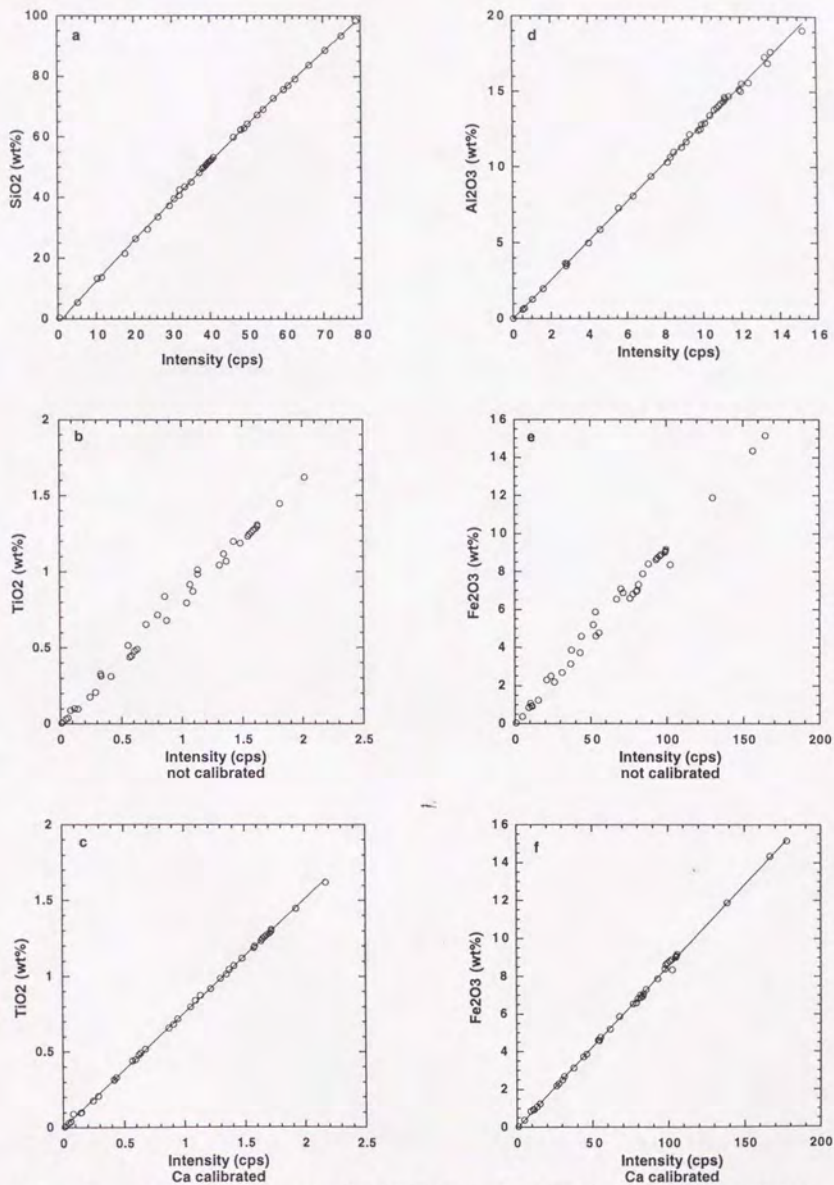 a
100
80
60
40
20
0
SiO2 (wt%)
0 10 20 30 40 50 60 70 80
Intensity (cps)
d
20
15
10
5
0
Al2O3 (wt%)
0 2 4 6 8 10 12 14 16
Intensity (cps)
b
2
1.5
1
0.5
0
TiO2 (wt%)
0 0.5 1 1.5 2 2.5
Intensity (cps)
not calibrated
e
16
14
12
10
8
6
4
2
0
Fe2O3 (wt%)
0 50 100 150 200
Intensity (cps)
not calibrated
c
2
1.5
1
0.5
0
TiO2 (wt%)
0 0.5 1 1.5 2 2.5
Intensity (cps)
Ca calibrated
f
16
14
12
10
8
6
4
2
0
Fe2O3 (wt%)
0 50 100 150 200
Intensity (cps)
Ca calibrated